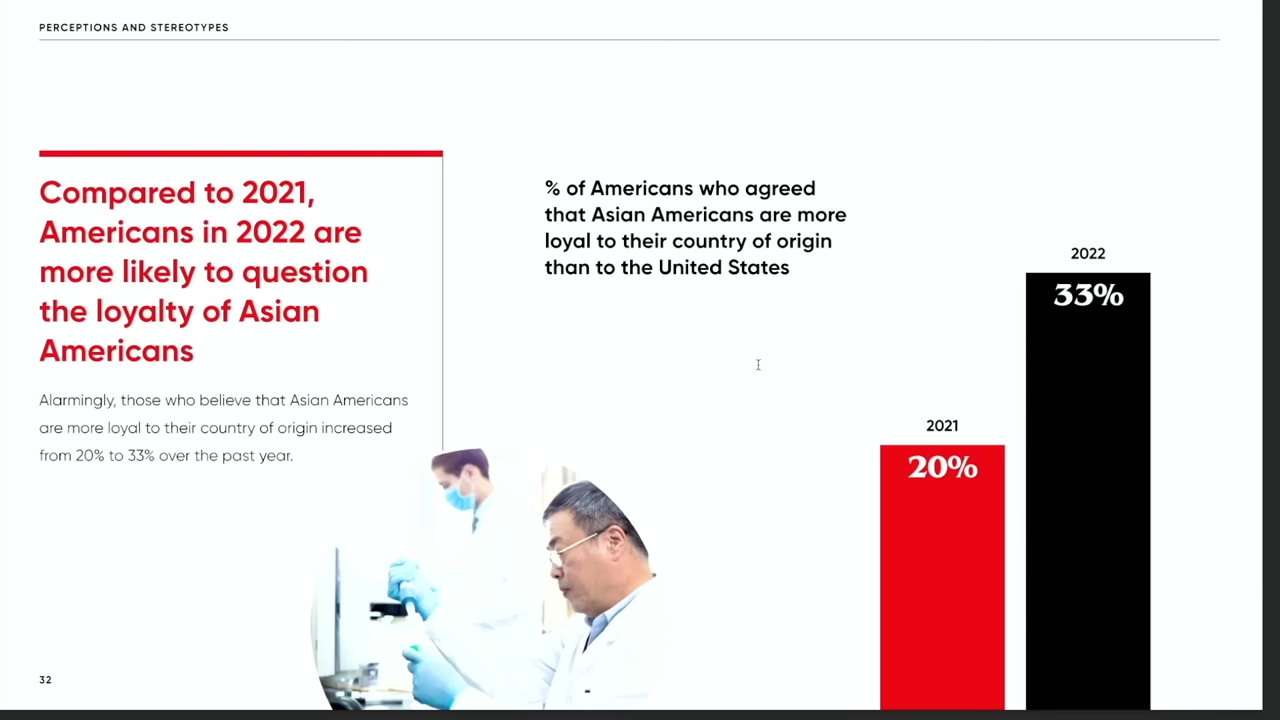 PERCEPTIONS AND STEREOTYPES
Compared to 2021,
Americans in 2022 are
more likely to question
the loyalty of Asian
Americans
Alarmingly, those who believe that Asian Americans
are more loyal to their country of origin increased
from 20% to 33% over the past year.
% of Americans who agreed
that Asian Americans are more
loyal to their country of origin
than to the United States
2021
20%
2022
33%
32